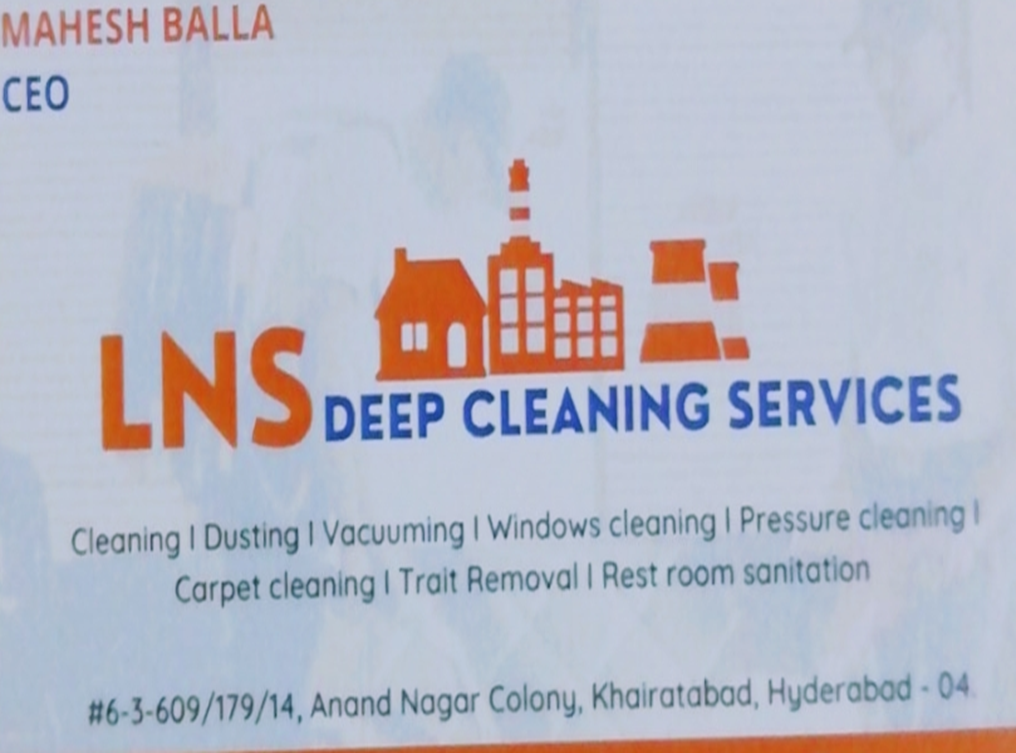 MAHESH BALLA
CEO
LNS DEEP CLEANING SERVICES
Cleaning I Dusting I Vacuuming I Windows cleaning I Pressure cleaning I
Carpet cleaning I Trait Removal I Rest room sanitation
#6-3-609/179/14, Anand Nagar Colony, Khairatabad, Hyderabad - 04.